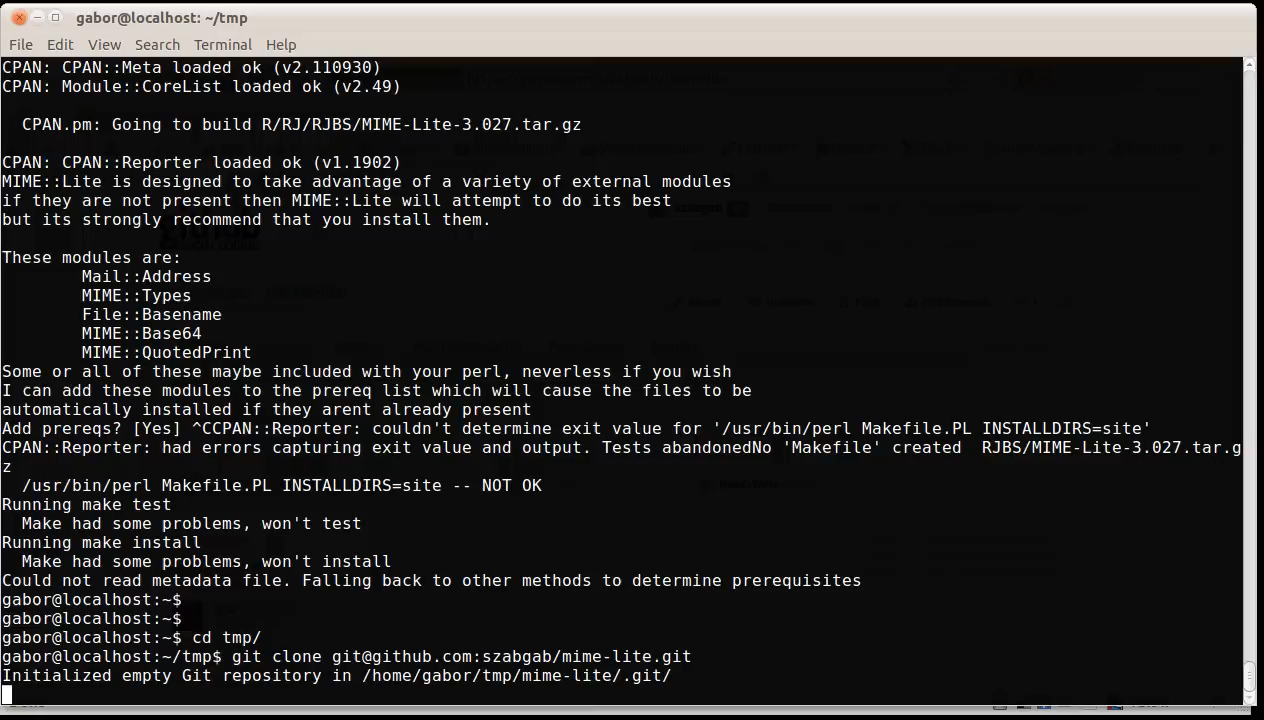 gabor@localhost: ~/tmp
File Edit View Search Terminal Help
CPAN: CPAN::Meta loaded ok (v2.110930)
CPAN: Module::CoreList loaded ok (v2.49)
CPAN.pm: Going to build R/RJ/RJBS/MIME-Lite-3.027.tar.gz
CPAN: CPAN::Reporter loaded ok (v1.1902)
MIME::Lite is designed to take advantage of a variety of external modules
if they are not present then MIME::Lite will attempt to do its best
but its strongly recommend that you install them.
These modules are:
Mail::Address
MIME::Types
File::Basename
MIME::Base64
MIME::QuotedPrint
Some or all of these maybe included with your perl, neverless if you wish
I can add these modules to the prereq list which will cause the files to be
automatically installed if they arent already present
Add prereqs? [Yes] ^CCPAN::Reporter: couldn't determine exit value for '/usr/bin/perl Makefile.PL INSTALLDIRS=site'
CPAN::Reporter: had errors capturing exit value and output. Tests abandonedNo 'Makefile' created  RJBS/MIME-Lite-3.027.tar.g
z
/usr/bin/perl Makefile.PL INSTALLDIRS=site -- NOT OK
Running make test
Make had some problems, won't test
Running make install
Make had some problems, won't install
Could not read metadata file. Falling back to other methods to determine prerequisites
gabor@localhost:~$
gabor@localhost:~$
gabor@localhost:~$ cd tmp/
gabor@localhost:~/tmp$ git clone git@github.com:szabgab/mime-lite.git
Initialized empty Git repository in /home/gabor/tmp/mime-lite/.git/